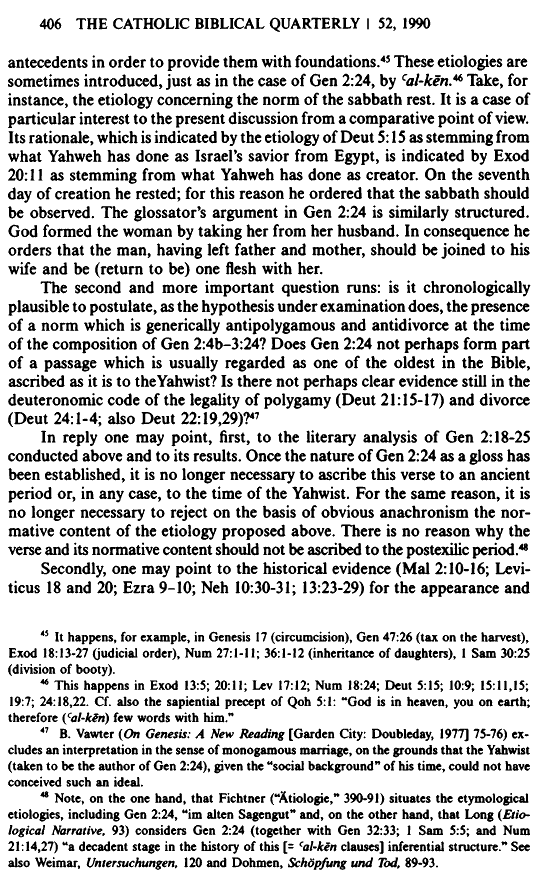 406 THE CATHOLIC BIBLICAL QUARTERLY | 52, 1990
antecedents in order to provide them with foundations.⁴⁵ These etiologies are
sometimes introduced, just as in the case of Gen 2:24, by ʿal-kēn.⁴⁶ Take, for
instance, the etiology concerning the norm of the sabbath rest. It is a case of
particular interest to the present discussion from a comparative point of view.
Its rationale, which is indicated by the etiology of Deut 5:15 as stemming from
what Yahweh has done as Israel's savior from Egypt, is indicated by Exod
20:11 as stemming from what Yahweh has done as creator. On the seventh
day of creation he rested; for this reason he ordered that the sabbath should
be observed. The glossator's argument in Gen 2:24 is similarly structured.
God formed the woman by taking her from her husband. In consequence he
orders that the man, having left father and mother, should be joined to his
wife and be (return to be) one flesh with her.
The second and more important question runs: is it chronologically
plausible to postulate, as the hypothesis under examination does, the presence
of a norm which is generically antipolygamous and antidivorce at the time
of the composition of Gen 2:4b–3:24? Does Gen 2:24 not perhaps form part
of a passage which is usually regarded as one of the oldest in the Bible,
ascribed as it is to theYahwist? Is there not perhaps clear evidence still in the
deuteronomic code of the legality of polygamy (Deut 21:15-17) and divorce
(Deut 24:1-4; also Deut 22:19,29)?⁴⁷
In reply one may point, first, to the literary analysis of Gen 2:18-25
conducted above and to its results. Once the nature of Gen 2:24 as a gloss has
been established, it is no longer necessary to ascribe this verse to an ancient
period or, in any case, to the time of the Yahwist. For the same reason, it is
no longer necessary to reject on the basis of obvious anachronism the nor-
mative content of the etiology proposed above. There is no reason why the
verse and its normative content should not be ascribed to the postexilic period.⁴⁸
Secondly, one may point to the historical evidence (Mal 2:10-16; Levi-
ticus 18 and 20; Ezra 9–10; Neh 10:30-31; 13:23-29) for the appearance and
⁴⁵ It happens, for example, in Genesis 17 (circumcision), Gen 47:26 (tax on the harvest),
Exod 18:13-27 (judicial order), Num 27:1-11; 36:1-12 (inheritance of daughters), 1 Sam 30:25
(division of booty).
⁴⁶ This happens in Exod 13:5; 20:11; Lev 17:12; Num 18:24; Deut 5:15; 10:9; 15:11,15;
19:7; 24:18,22. Cf. also the sapiential precept of Qoh 5:1: “God is in heaven, you on earth;
therefore (ʿal-kēn) few words with him.”
⁴⁷ B. Vawter (On Genesis: A New Reading [Garden City: Doubleday, 1977] 75-76) ex-
cludes an interpretation in the sense of monogamous marriage, on the grounds that the Yahwist
(taken to be the author of Gen 2:24), given the “social background” of his time, could not have
conceived such an ideal.
⁴⁸ Note, on the one hand, that Fichtner (“Ätiologie,” 390-91) situates the etymological
etiologies, including Gen 2:24, “im alten Sagengut” and, on the other hand, that Long (Etio-
logical Narrative, 93) considers Gen 2:24 (together with Gen 32:33; 1 Sam 5:5; and Num
21:14,27) “a decadent stage in the history of this [= ʿal-kēn clauses] inferential structure.” See
also Weimar, Untersuchungen, 120 and Dohmen, Schöpfung und Tod, 89-93.